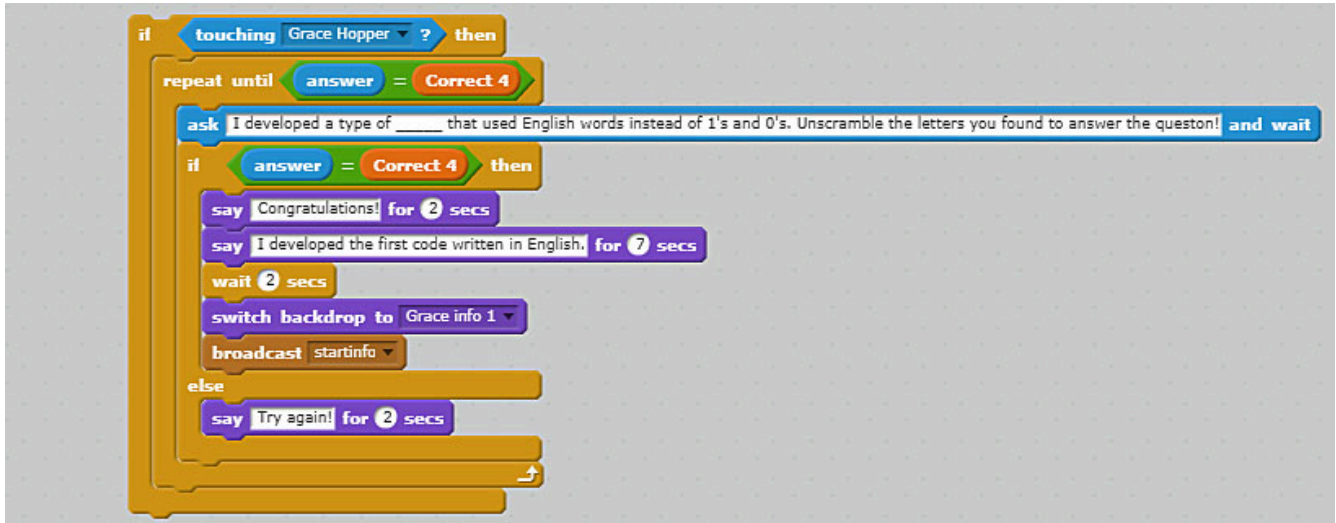 if touching Grace Hopper ? then
repeat until answer = Correct 4
ask I developed a type of _____ that used English words instead of 1's and 0's. Unscramble the letters you found to answer the queston! and wait
if answer = Correct 4 then
say Congratulations! for 2 secs
say I developed the first code written in English. for 7 secs
wait 2 secs
switch backdrop to Grace info 1
broadcast startinfo
else
say Try again! for 2 secs